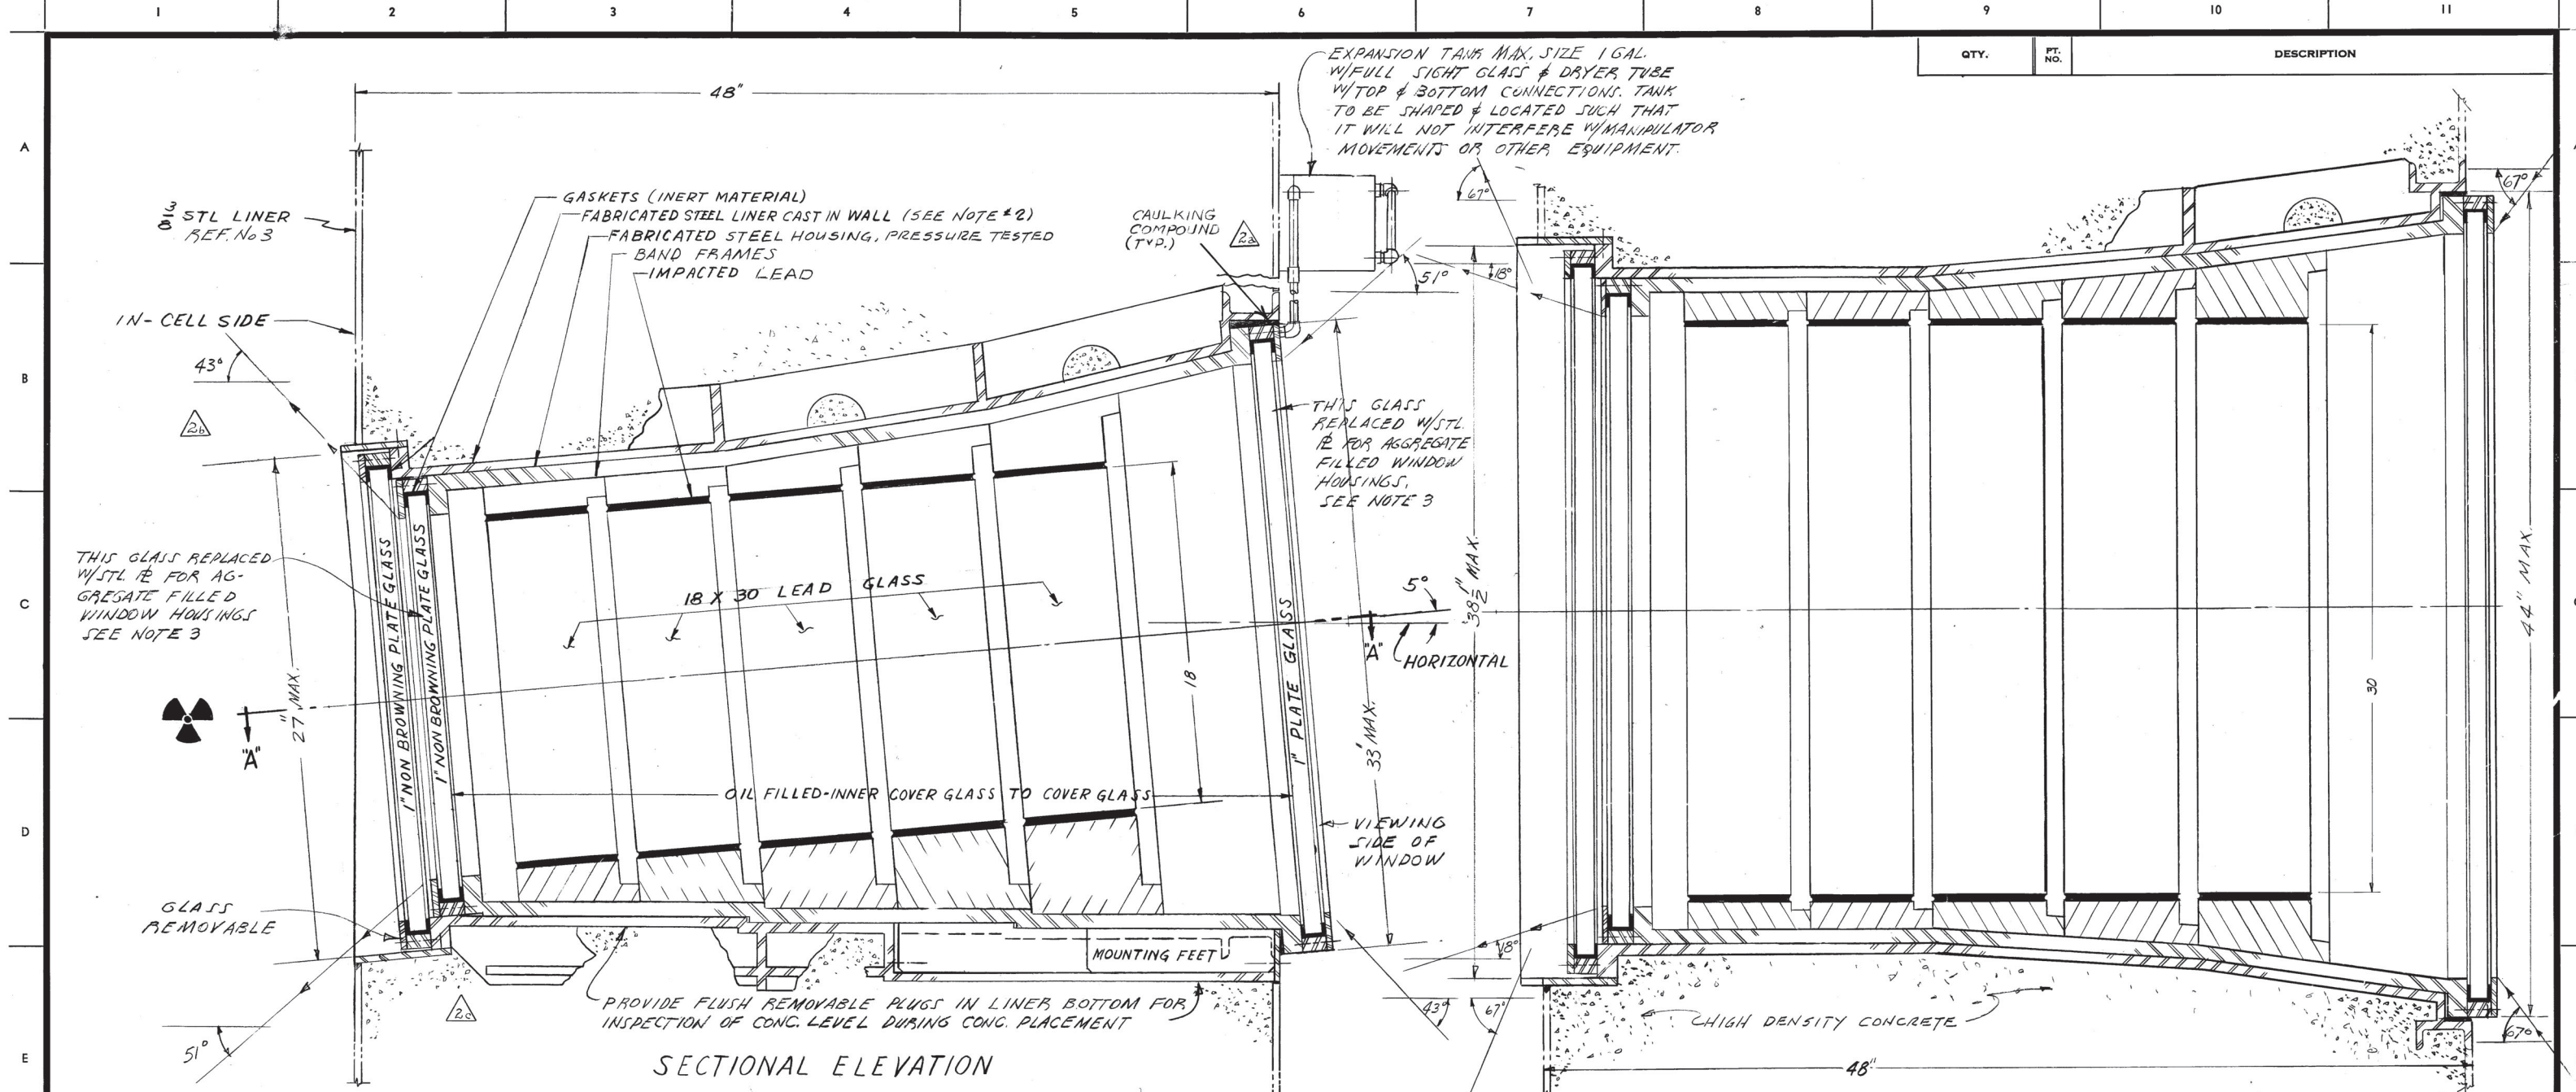 1 2 3 4 5 6 7 8 9 10 11
QTY. PT. NO. DESCRIPTION
A
B
C
D
E
48"
EXPANSION TANK MAX. SIZE 1 GAL.
W/FULL SIGHT GLASS & DRYER TUBE
W/TOP & BOTTOM CONNECTIONS. TANK
TO BE SHAPED & LOCATED SUCH THAT
IT WILL NOT INTERFERE W/MANIPULATOR
MOVEMENTS OR OTHER EQUIPMENT.
3/8 STL LINER
REF. No 3
GASKETS (INERT MATERIAL)
FABRICATED STEEL LINER CAST IN WALL (SEE NOTE #2)
FABRICATED STEEL HOUSING, PRESSURE TESTED
BAND FRAMES
IMPACTED LEAD
CAULKING
COMPOUND
(TYP.)
2a
IN-CELL SIDE
43°
2b
51°
67°
18°
67°
THIS GLASS
REPLACED W/STL.
PL FOR AGGREGATE
FILLED WINDOW
HOUSINGS,
SEE NOTE 3
THIS GLASS REPLACED
W/STL PL FOR AG-
GREGATE FILLED
WINDOW HOUSINGS
SEE NOTE 3
1" NON BROWNING PLATE GLASS
1" NON BROWNING PLATE GLASS
18 X 30 LEAD GLASS
1" PLATE GLASS
5°
"A"
HORIZONTAL
"A"
27" MAX.
18
33" MAX.
38 1/2" MAX.
30
44" MAX.
OIL FILLED-INNER COVER GLASS TO COVER GLASS
VIEWING
SIDE OF
WINDOW
GLASS
REMOVABLE
MOUNTING FEET
2c
PROVIDE FLUSH REMOVABLE PLUGS IN LINER BOTTOM FOR
INSPECTION OF CONC. LEVEL DURING CONC. PLACEMENT
51°
43°
67°
18°
67°
HIGH DENSITY CONCRETE
48"
SECTIONAL ELEVATION